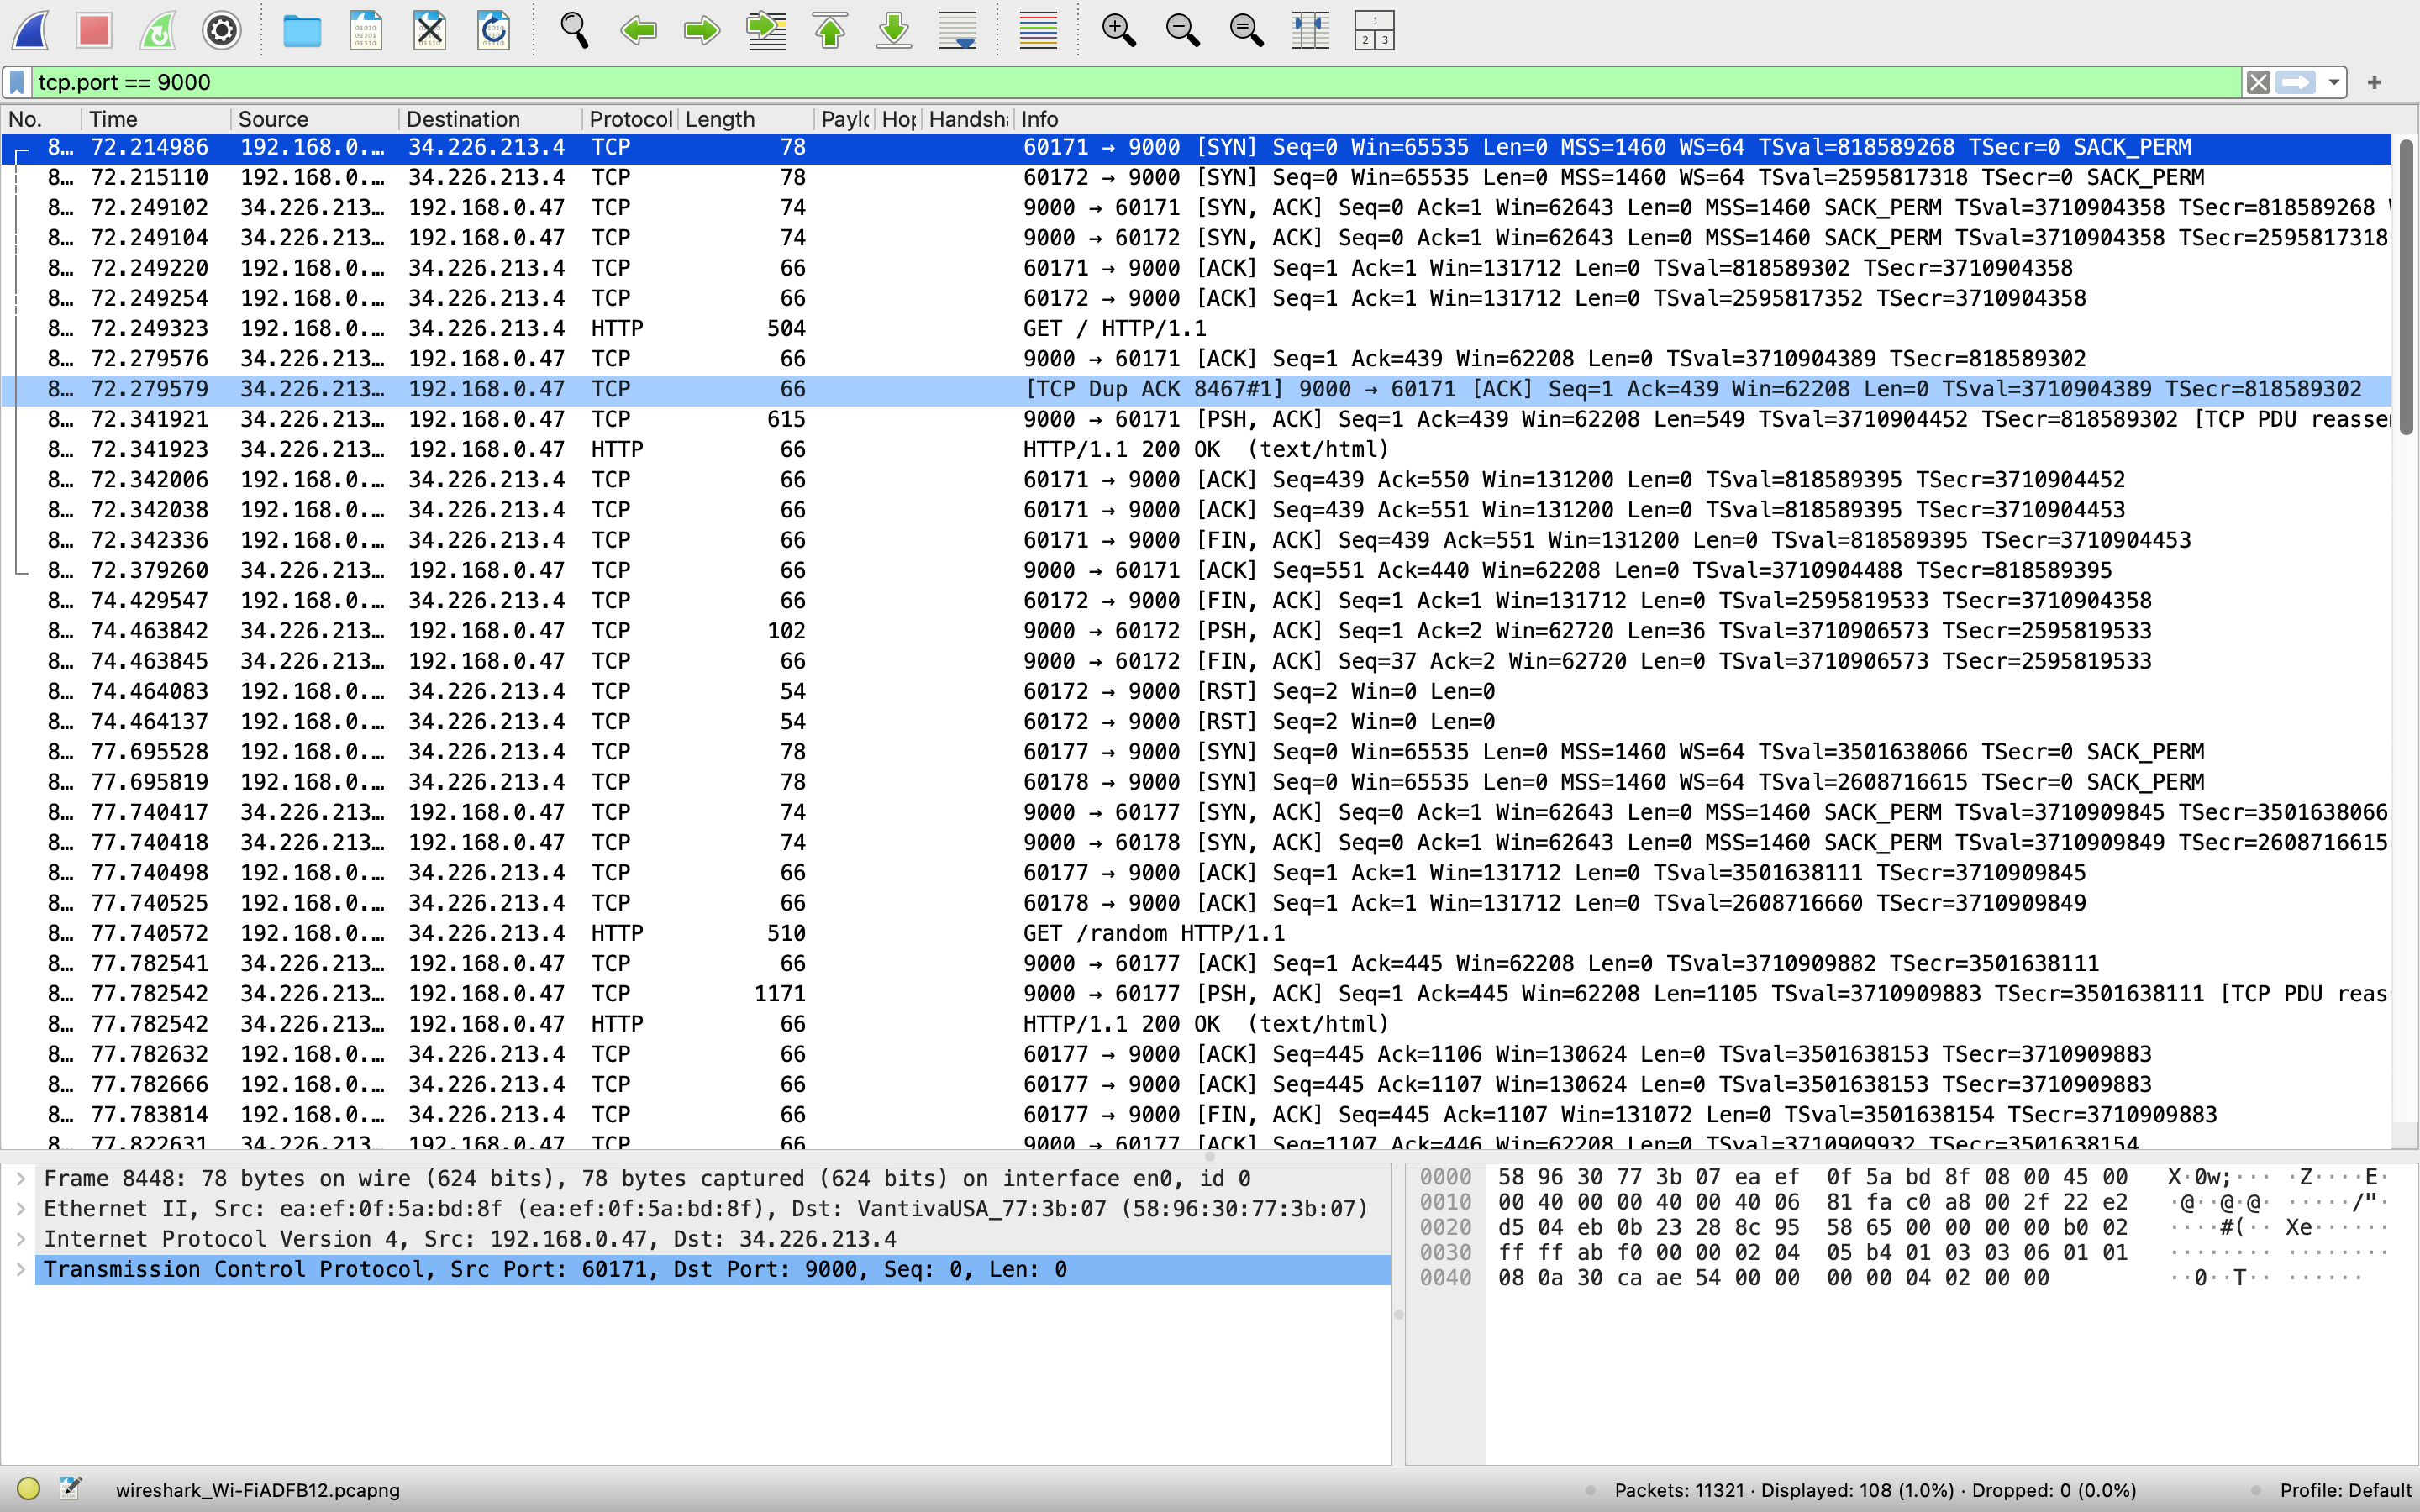 tcp.port == 9000
No. Time Source Destination Protocol Length Paylc Hop Handsh: Info
8… 72.214986 192.168.0.… 34.226.213.4 TCP 78 60171 → 9000 [SYN] Seq=0 Win=65535 Len=0 MSS=1460 WS=64 TSval=818589268 TSecr=0 SACK_PERM
8… 72.215110 192.168.0.… 34.226.213.4 TCP 78 60172 → 9000 [SYN] Seq=0 Win=65535 Len=0 MSS=1460 WS=64 TSval=2595817318 TSecr=0 SACK_PERM
8… 72.249102 34.226.213… 192.168.0.47 TCP 74 9000 → 60171 [SYN, ACK] Seq=0 Ack=1 Win=62643 Len=0 MSS=1460 SACK_PERM TSval=3710904358 TSecr=818589268
8… 72.249104 34.226.213… 192.168.0.47 TCP 74 9000 → 60172 [SYN, ACK] Seq=0 Ack=1 Win=62643 Len=0 MSS=1460 SACK_PERM TSval=3710904358 TSecr=2595817318
8… 72.249220 192.168.0.… 34.226.213.4 TCP 66 60171 → 9000 [ACK] Seq=1 Ack=1 Win=131712 Len=0 TSval=818589302 TSecr=3710904358
8… 72.249254 192.168.0.… 34.226.213.4 TCP 66 60172 → 9000 [ACK] Seq=1 Ack=1 Win=131712 Len=0 TSval=2595817352 TSecr=3710904358
8… 72.249323 192.168.0.… 34.226.213.4 HTTP 504 GET / HTTP/1.1
8… 72.279576 34.226.213… 192.168.0.47 TCP 66 9000 → 60171 [ACK] Seq=1 Ack=439 Win=62208 Len=0 TSval=3710904389 TSecr=818589302
8… 72.279579 34.226.213… 192.168.0.47 TCP 66 [TCP Dup ACK 8467#1] 9000 → 60171 [ACK] Seq=1 Ack=439 Win=62208 Len=0 TSval=3710904389 TSecr=818589302
8… 72.341921 34.226.213… 192.168.0.47 TCP 615 9000 → 60171 [PSH, ACK] Seq=1 Ack=439 Win=62208 Len=549 TSval=3710904452 TSecr=818589302 [TCP PDU reassem
8… 72.341923 34.226.213… 192.168.0.47 HTTP 66 HTTP/1.1 200 OK (text/html)
8… 72.342006 192.168.0.… 34.226.213.4 TCP 66 60171 → 9000 [ACK] Seq=439 Ack=550 Win=131200 Len=0 TSval=818589395 TSecr=3710904452
8… 72.342038 192.168.0.… 34.226.213.4 TCP 66 60171 → 9000 [ACK] Seq=439 Ack=551 Win=131200 Len=0 TSval=818589395 TSecr=3710904453
8… 72.342336 192.168.0.… 34.226.213.4 TCP 66 60171 → 9000 [FIN, ACK] Seq=439 Ack=551 Win=131200 Len=0 TSval=818589395 TSecr=3710904453
8… 72.379260 34.226.213… 192.168.0.47 TCP 66 9000 → 60171 [ACK] Seq=551 Ack=440 Win=62208 Len=0 TSval=3710904488 TSecr=818589395
8… 74.429547 192.168.0.… 34.226.213.4 TCP 66 60172 → 9000 [FIN, ACK] Seq=1 Ack=1 Win=131712 Len=0 TSval=2595819533 TSecr=3710904358
8… 74.463842 34.226.213… 192.168.0.47 TCP 102 9000 → 60172 [PSH, ACK] Seq=1 Ack=2 Win=62720 Len=36 TSval=3710906573 TSecr=2595819533
8… 74.463845 34.226.213… 192.168.0.47 TCP 66 9000 → 60172 [FIN, ACK] Seq=37 Ack=2 Win=62720 Len=0 TSval=3710906573 TSecr=2595819533
8… 74.464083 192.168.0.… 34.226.213.4 TCP 54 60172 → 9000 [RST] Seq=2 Win=0 Len=0
8… 74.464137 192.168.0.… 34.226.213.4 TCP 54 60172 → 9000 [RST] Seq=2 Win=0 Len=0
8… 77.695528 192.168.0.… 34.226.213.4 TCP 78 60177 → 9000 [SYN] Seq=0 Win=65535 Len=0 MSS=1460 WS=64 TSval=3501638066 TSecr=0 SACK_PERM
8… 77.695819 192.168.0.… 34.226.213.4 TCP 78 60178 → 9000 [SYN] Seq=0 Win=65535 Len=0 MSS=1460 WS=64 TSval=2608716615 TSecr=0 SACK_PERM
8… 77.740417 34.226.213… 192.168.0.47 TCP 74 9000 → 60177 [SYN, ACK] Seq=0 Ack=1 Win=62643 Len=0 MSS=1460 SACK_PERM TSval=3710909845 TSecr=3501638066
8… 77.740418 34.226.213… 192.168.0.47 TCP 74 9000 → 60178 [SYN, ACK] Seq=0 Ack=1 Win=62643 Len=0 MSS=1460 SACK_PERM TSval=3710909849 TSecr=2608716615
8… 77.740498 192.168.0.… 34.226.213.4 TCP 66 60177 → 9000 [ACK] Seq=1 Ack=1 Win=131712 Len=0 TSval=3501638111 TSecr=3710909845
8… 77.740525 192.168.0.… 34.226.213.4 TCP 66 60178 → 9000 [ACK] Seq=1 Ack=1 Win=131712 Len=0 TSval=2608716660 TSecr=3710909849
8… 77.740572 192.168.0.… 34.226.213.4 HTTP 510 GET /random HTTP/1.1
8… 77.782541 34.226.213… 192.168.0.47 TCP 66 9000 → 60177 [ACK] Seq=1 Ack=445 Win=62208 Len=0 TSval=3710909882 TSecr=3501638111
8… 77.782542 34.226.213… 192.168.0.47 TCP 1171 9000 → 60177 [PSH, ACK] Seq=1 Ack=445 Win=62208 Len=1105 TSval=3710909883 TSecr=3501638111 [TCP PDU reas
8… 77.782542 34.226.213… 192.168.0.47 HTTP 66 HTTP/1.1 200 OK (text/html)
8… 77.782632 192.168.0.… 34.226.213.4 TCP 66 60177 → 9000 [ACK] Seq=445 Ack=1106 Win=130624 Len=0 TSval=3501638153 TSecr=3710909883
8… 77.782666 192.168.0.… 34.226.213.4 TCP 66 60177 → 9000 [ACK] Seq=445 Ack=1107 Win=130624 Len=0 TSval=3501638153 TSecr=3710909883
8… 77.783814 192.168.0.… 34.226.213.4 TCP 66 60177 → 9000 [FIN, ACK] Seq=445 Ack=1107 Win=131072 Len=0 TSval=3501638154 TSecr=3710909883
8… 77.822631 34.226.213… 192.168.0.47 TCP 66 9000 → 60177 [ACK] Seq=1107 Ack=446 Win=62208 Len=0 TSval=3710909932 TSecr=3501638154
Frame 8448: 78 bytes on wire (624 bits), 78 bytes captured (624 bits) on interface en0, id 0
Ethernet II, Src: ea:ef:0f:5a:bd:8f (ea:ef:0f:5a:bd:8f), Dst: VantivaUSA_77:3b:07 (58:96:30:77:3b:07)
Internet Protocol Version 4, Src: 192.168.0.47, Dst: 34.226.213.4
Transmission Control Protocol, Src Port: 60171, Dst Port: 9000, Seq: 0, Len: 0
0000 58 96 30 77 3b 07 ea ef 0f 5a bd 8f 08 00 45 00 X·0w;··· ·Z····E·
0010 00 40 00 00 40 00 40 06 81 fa c0 a8 00 2f 22 e2 ·@··@·@· ·····/"·
0020 d5 04 eb 0b 23 28 8c 95 58 65 00 00 00 00 b0 02 ····#(·· Xe······
0030 ff ff ab f0 00 00 02 04 05 b4 01 03 03 06 01 01 ········ ········
0040 08 0a 30 ca ae 54 00 00 00 00 04 02 00 00 ··0··T·· ······
wireshark_Wi-FiADFB12.pcapng
Packets: 11321 · Displayed: 108 (1.0%) · Dropped: 0 (0.0%)
Profile: Default